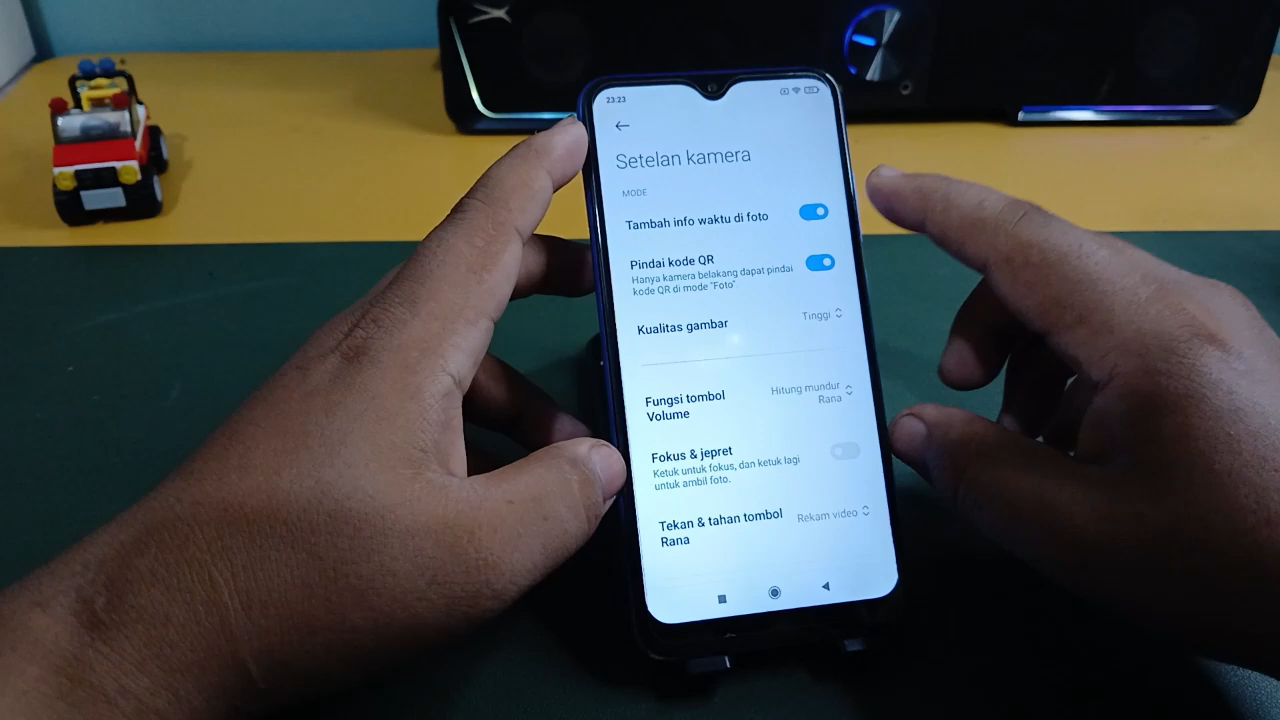 23:23
Setelan kamera
MODE
Tambah info waktu di foto
Pindai kode QR
Hanya kamera belakang dapat pindai
kode QR di mode "Foto"
Kualitas gambar
Tinggi
Fungsi tombol
Volume
Hitung mundur
Rana
Fokus & jepret
Ketuk untuk fokus, dan ketuk lagi
untuk ambil foto.
Tekan & tahan tombol
Rana
Rekam video